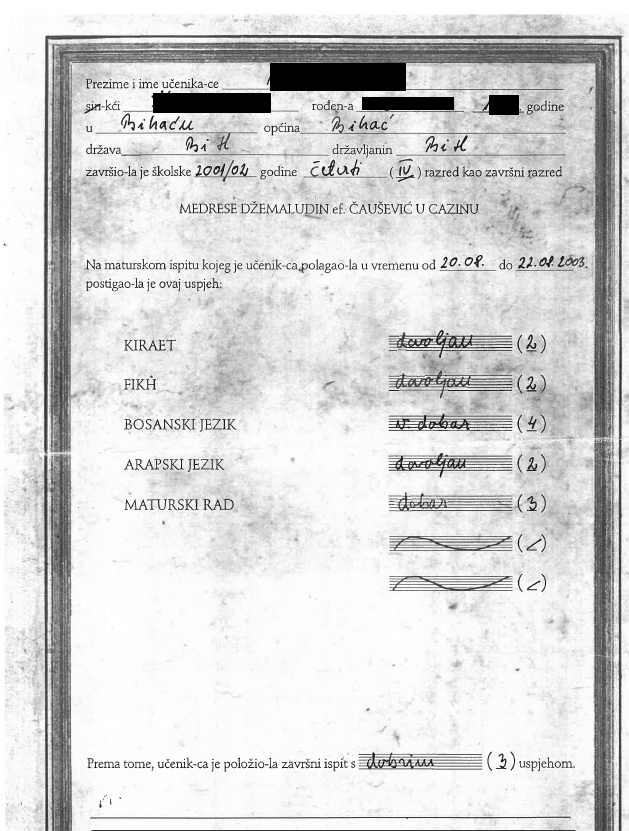 Prezime i ime učenika-ce
sin-kći rođen-a godine
u Bihaću općina Bihać
država BiH državljanin BiH
završio-la je školske 2001/02 godine četvrti (IV) razred kao završni razred
MEDRESE DŽEMALUDIN ef. ČAUŠEVIĆ U CAZINU
Na maturskom ispitu kojeg je učenik-ca polagao-la u vremenu od 20.08. do 22.08.2003.
postigao-la je ovaj uspjeh:
KIRAET dovoljan (2)
FIKH dovoljan (2)
BOSANSKI JEZIK v. dobar (4)
ARAPSKI JEZIK dovoljan (2)
MATURSKI RAD dobar (3)
Prema tome, učenik-ca je položio-la završni ispit s dobrim (3) uspjehom.